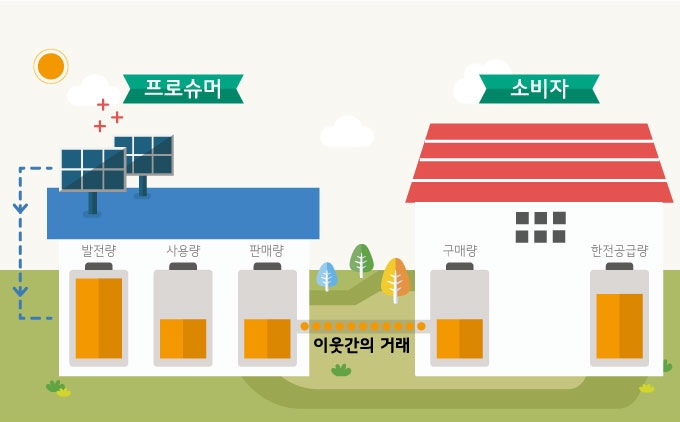 프로슈머
소비자
발전량
사용량
판매량
구매량
한전공급량
이웃간의 거래